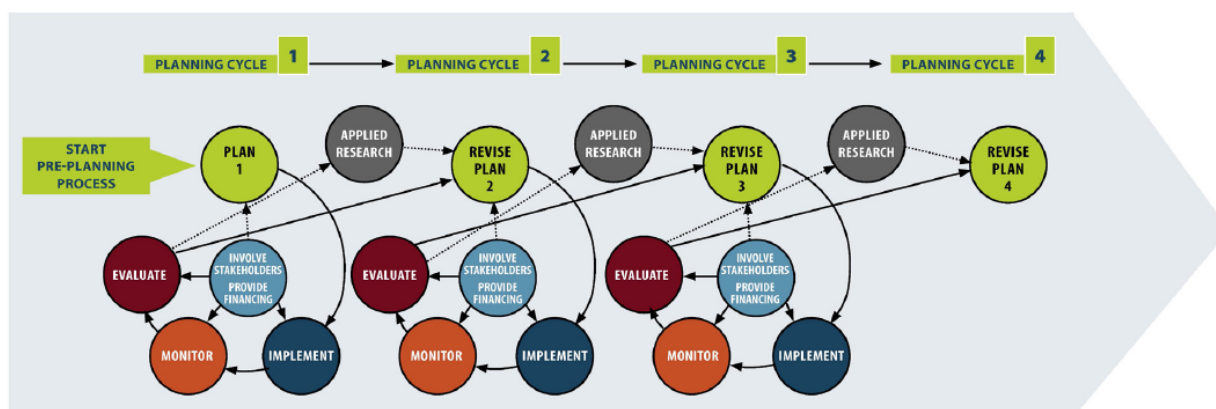 PLANNING CYCLE 1
PLANNING CYCLE 2
PLANNING CYCLE 3
PLANNING CYCLE 4
START
PRE-PLANNING
PROCESS
PLAN
1
APPLIED
RESEARCH
REVISE
PLAN
2
APPLIED
RESEARCH
REVISE
PLAN
3
APPLIED
RESEARCH
REVISE
PLAN
4
EVALUATE
INVOLVE
STAKEHOLDERS
PROVIDE
FINANCING
MONITOR
IMPLEMENT
EVALUATE
INVOLVE
STAKEHOLDERS
PROVIDE
FINANCING
MONITOR
IMPLEMENT
EVALUATE
INVOLVE
STAKEHOLDERS
PROVIDE
FINANCING
MONITOR
IMPLEMENT